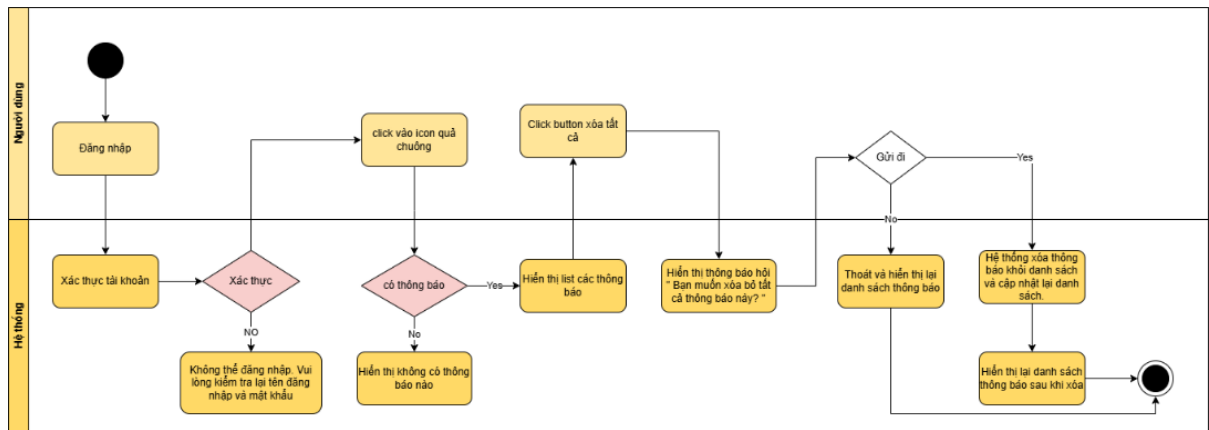 Người dùng
Đăng nhập
click vào icon quả
chuông
Click button xóa tất
cả
Gửi đi
Yes
No
Hệ thống
Xác thực tài khoản
Xác thực
NO
Không thể đăng nhập. Vui
lòng kiểm tra lại tên đăng
nhập và mật khẩu
có thông báo
Yes
No
Hiển thị không có thông
báo nào
Hiển thị list các thông
báo
Hiển thị thông báo hỏi
" Bạn muốn xóa bỏ tất
cả thông báo này? "
Thoát và hiển thị lại
danh sách thông báo
Hệ thống xóa thông
báo khỏi danh sách
và cập nhật lại danh
sách.
Hiển thị lại danh sách
thông báo sau khi xóa